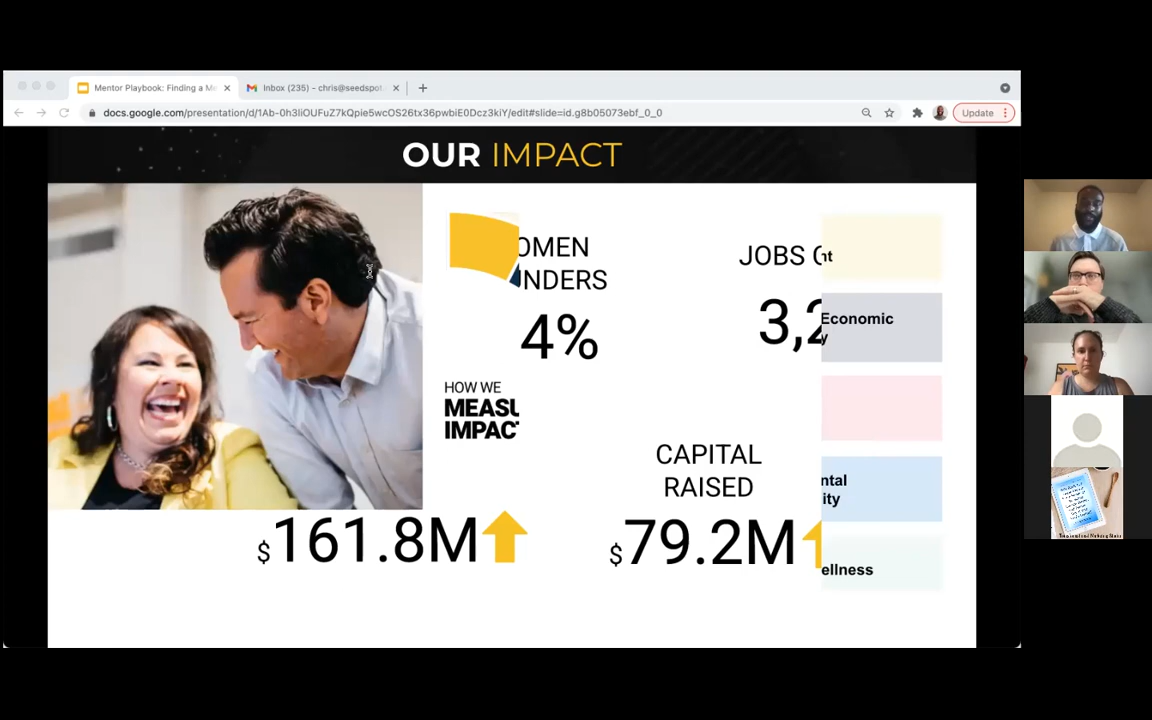 Mentor Playbook: Finding a Me
Inbox (235) - chris@seedspot.
docs.google.com/presentation/d/1Ab-0h3liOUFuZ7kQpie5wcOS26tx36pwbiE0Dcz3kiY/edit#slide=id.g8b05073ebf_0_0
Update
OUR IMPACT
OMEN
NDERS
4%
JOBS
nt
3,2
Economic
y
HOW WE
MEASU
IMPAC
CAPITAL
RAISED
ntal
ity
$161.8M
$79.2M
ellness